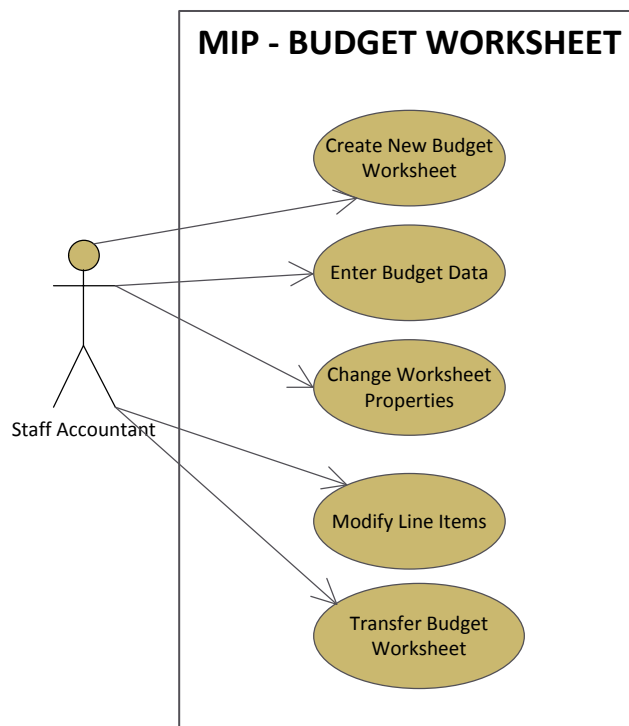 MIP - BUDGET WORKSHEET
Create New Budget
Worksheet
Enter Budget Data
Change Worksheet
Properties
Staff Accountant
Modify Line Items
Transfer Budget
Worksheet